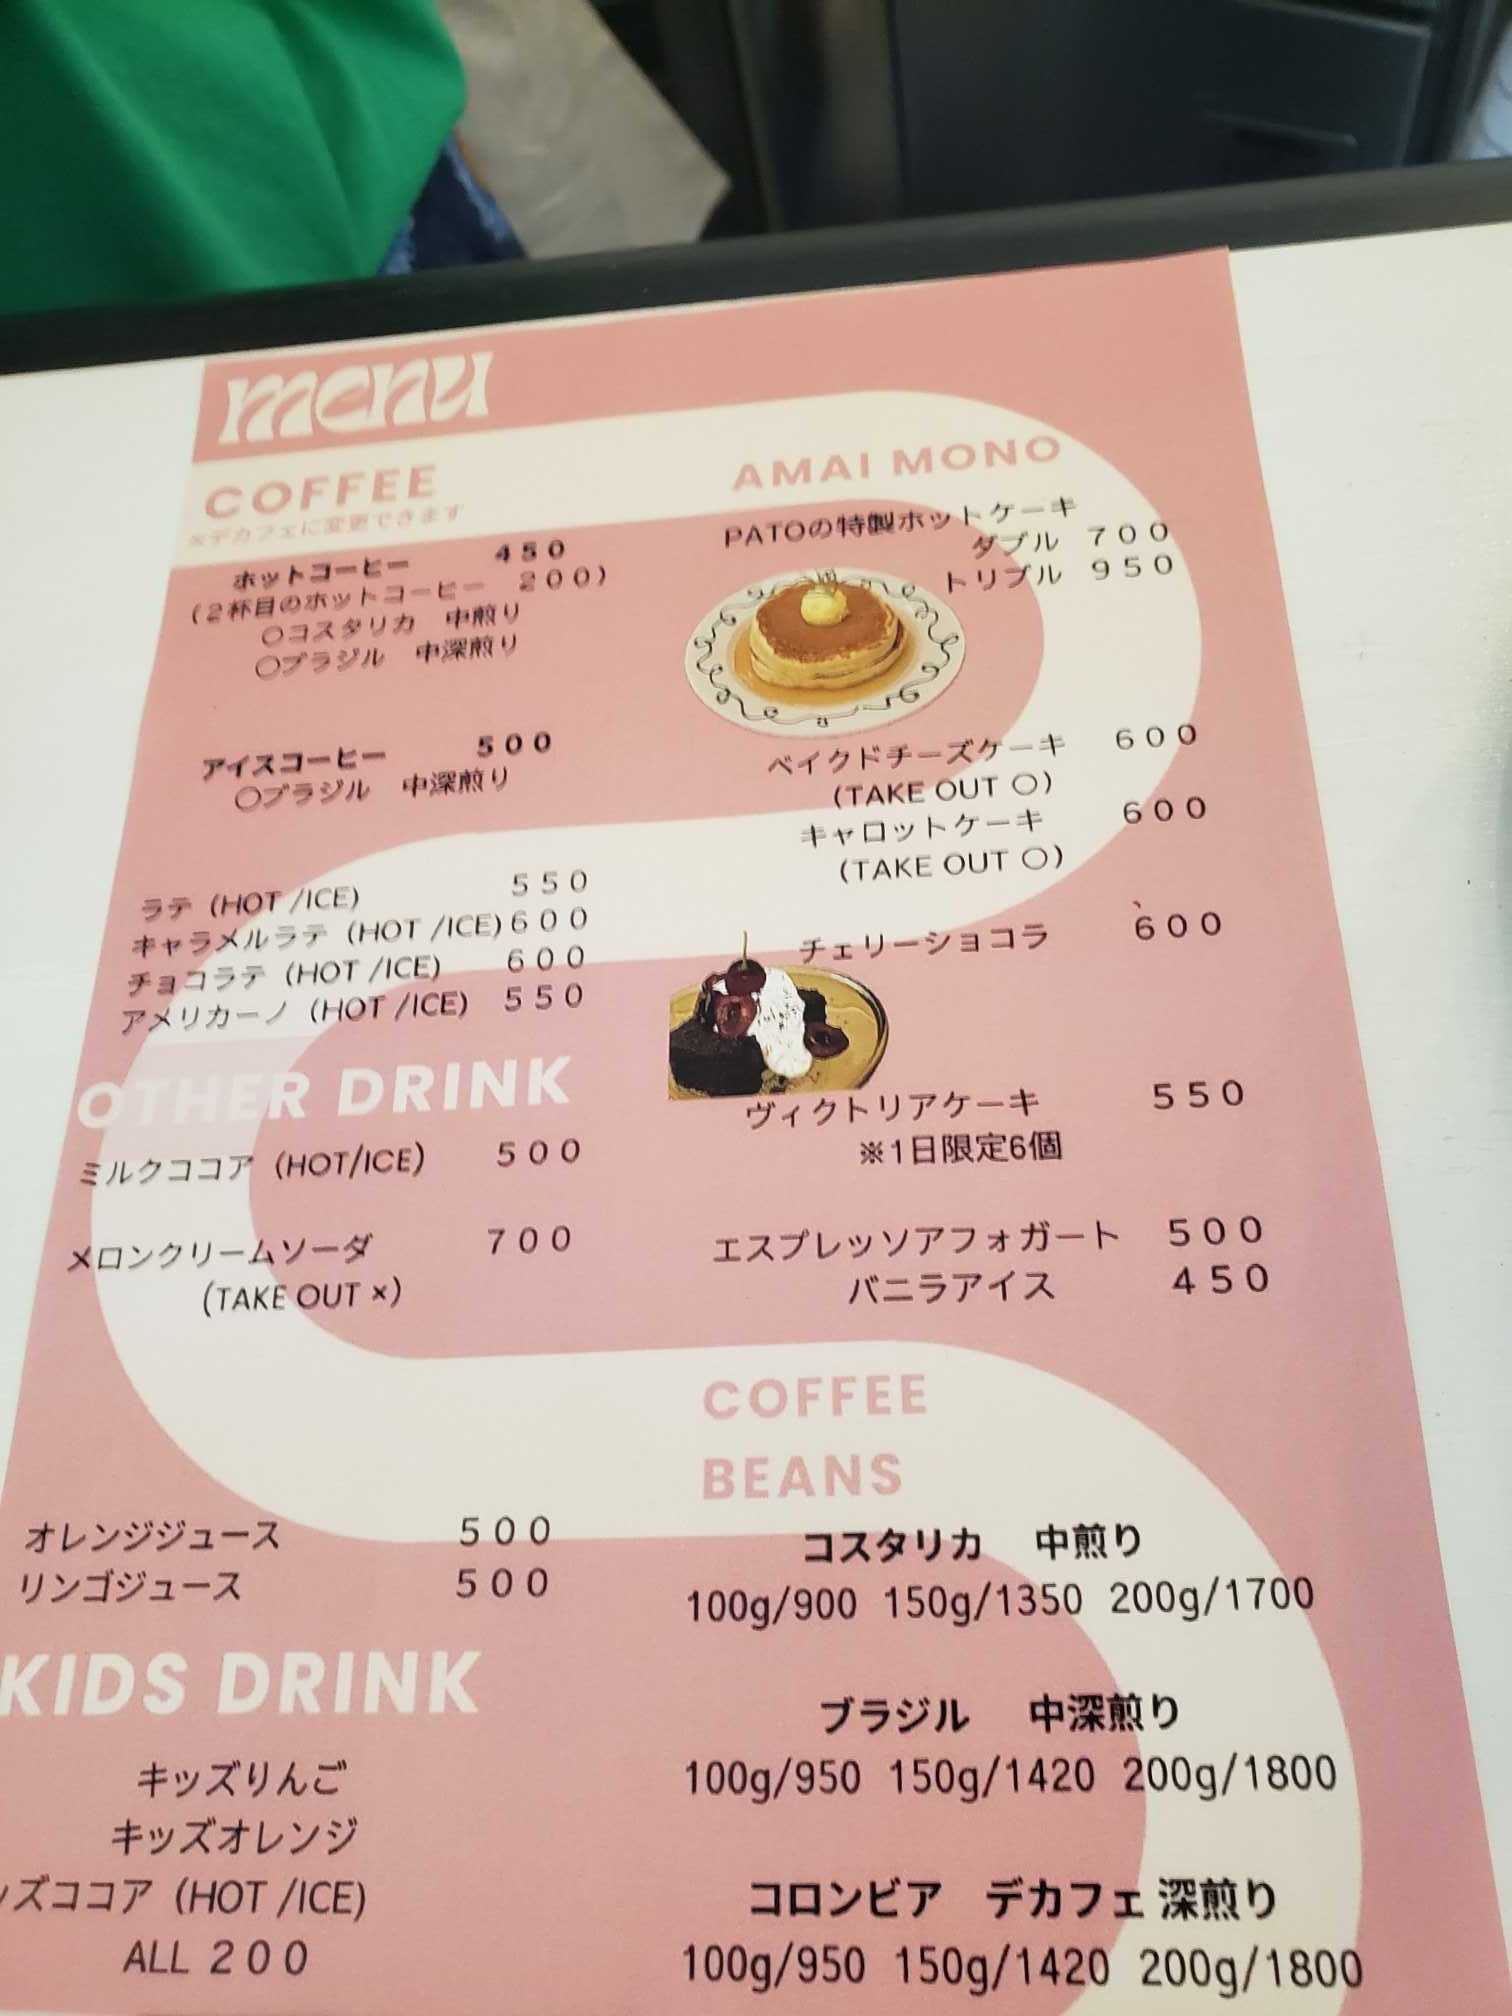 menu
COFFEE
※デカフェに変更できます
ホットコーヒー 450
(2杯目のホットコーヒー 200)
○コスタリカ 中煎り
○ブラジル 中深煎り
アイスコーヒー 500
○ブラジル 中深煎り
ラテ (HOT /ICE) 550
キャラメルラテ (HOT /ICE) 600
チョコラテ (HOT /ICE) 600
アメリカーノ (HOT /ICE) 550
OTHER DRINK
ミルクココア (HOT/ICE) 500
メロンクリームソーダ 700
(TAKE OUT ×)
オレンジジュース 500
リンゴジュース 500
KIDS DRINK
キッズりんご
キッズオレンジ
ッズココア (HOT /ICE)
ALL 200
AMAI MONO
PATOの特製ホットケーキ
ダブル 700
トリプル 950
ベイクドチーズケーキ 600
(TAKE OUT ○)
キャロットケーキ 600
(TAKE OUT ○)
チェリーショコラ 600
ヴィクトリアケーキ 550
※1日限定6個
エスプレッソアフォガート 500
バニラアイス 450
COFFEE
BEANS
コスタリカ 中煎り
100g/900 150g/1350 200g/1700
ブラジル 中深煎り
100g/950 150g/1420 200g/1800
コロンビア デカフェ 深煎り
100g/950 150g/1420 200g/1800